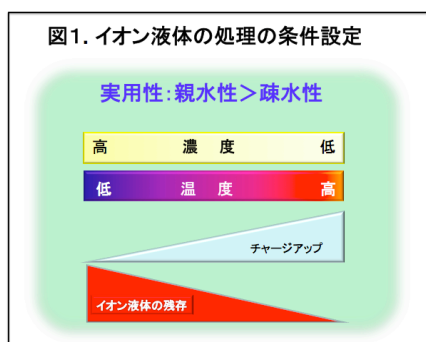 図1. イオン液体の処理の条件設定
実用性:親水性＞疎水性
高 濃 度 低
低 温 度 高
チャージアップ
イオン液体の残存